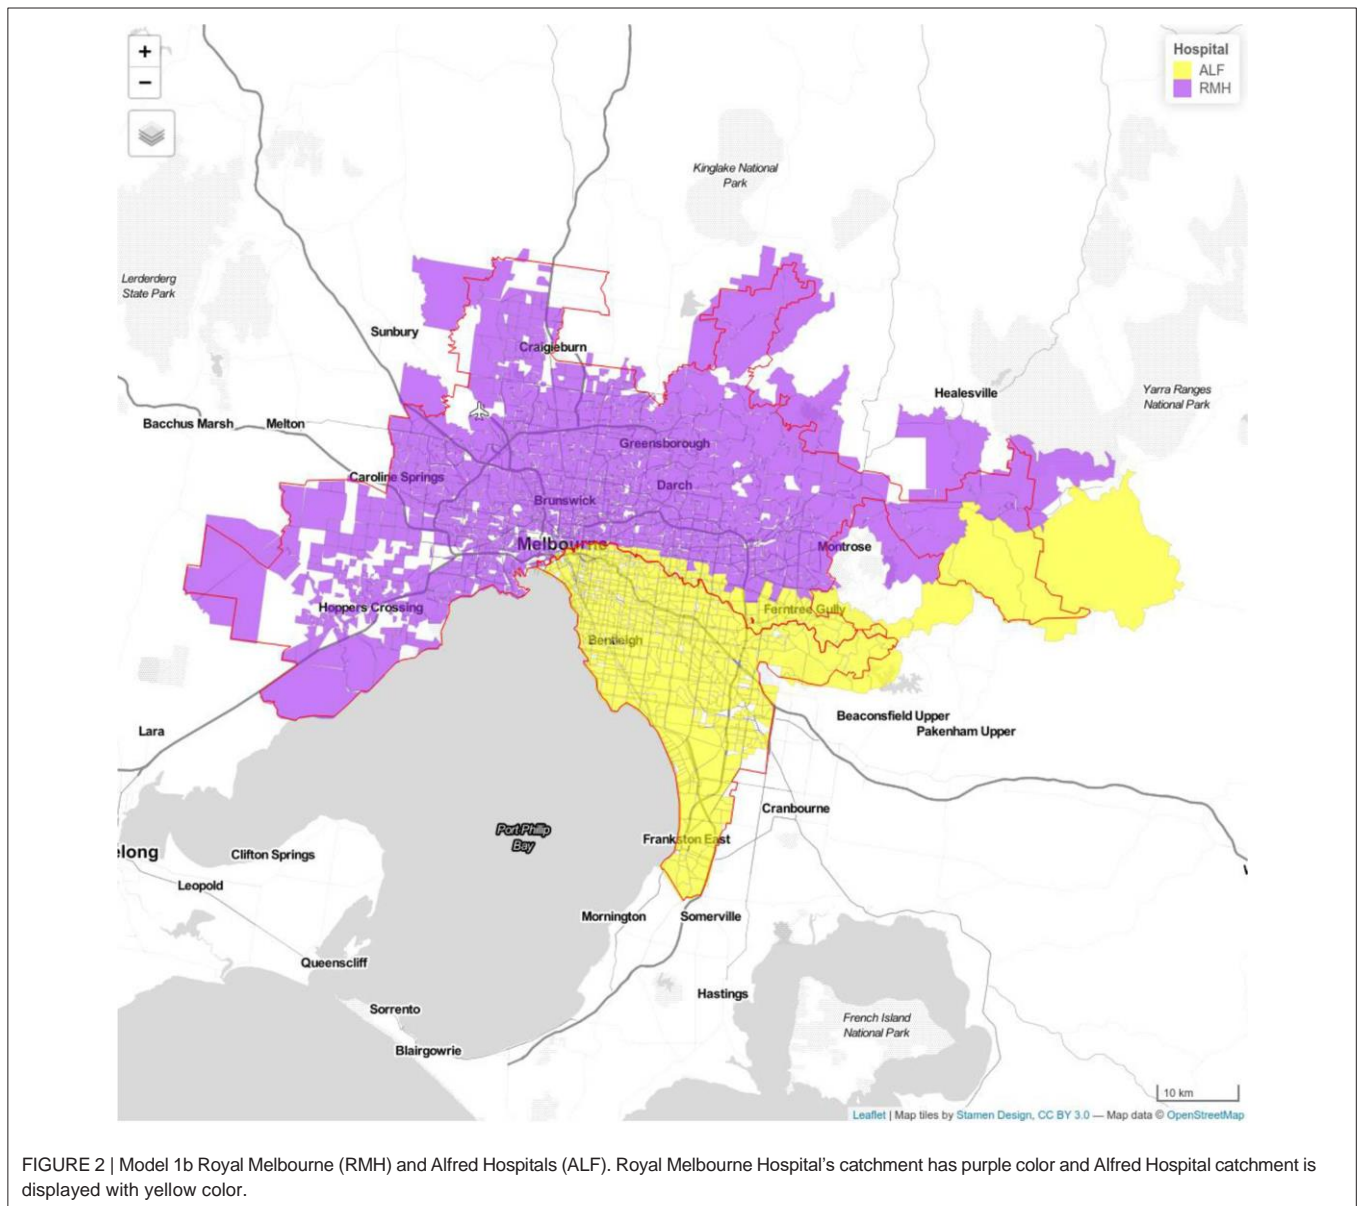 +
−
Hospital
ALF
RMH
Kinglake National
Park
Lerderderg
State Park
Sunbury
Craigieburn
Healesville
Yarra Ranges
National Park
Bacchus Marsh
Melton
Greensborough
Caroline Springs
Darch
Brunswick
Melbourne
Montrose
Hoppers Crossing
Ferntree Gully
Bentleigh
Beaconsfield Upper
Pakenham Upper
Lara
Cranbourne
Port Phillip
Bay
Frankston East
elong
Clifton Springs
Leopold
Mornington
Somerville
Queenscliff
Hastings
Sorrento
French Island
National Park
Blairgowrie
10 km
Leaflet | Map tiles by Stamen Design, CC BY 3.0 — Map data © OpenStreetMap
FIGURE 2 | Model 1b Royal Melbourne (RMH) and Alfred Hospitals (ALF). Royal Melbourne Hospital's catchment has purple color and Alfred Hospital catchment is
displayed with yellow color.